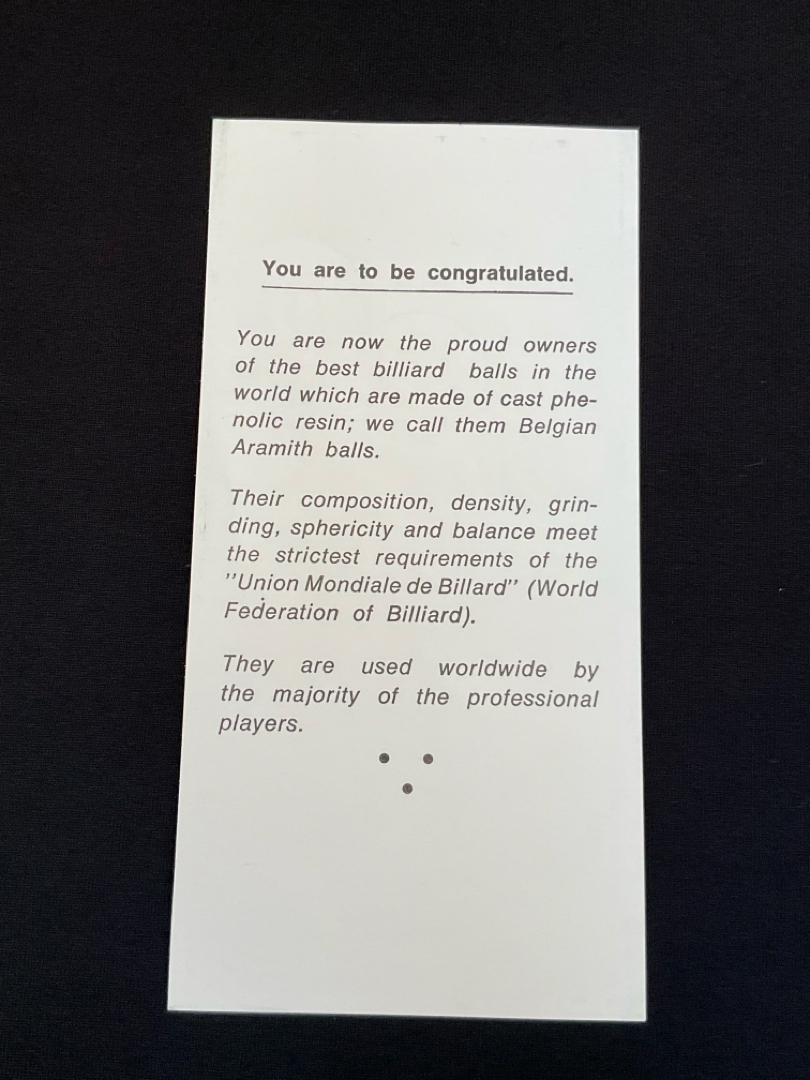 You are to be congratulated.
You are now the proud owners
of the best billiard balls in the
world which are made of cast phe-
nolic resin; we call them Belgian
Aramith balls.
Their composition, density, grin-
ding, sphericity and balance meet
the strictest requirements of the
"Union Mondiale de Billard" (World
Federation of Billiard).
They are used worldwide by
the majority of the professional
players.